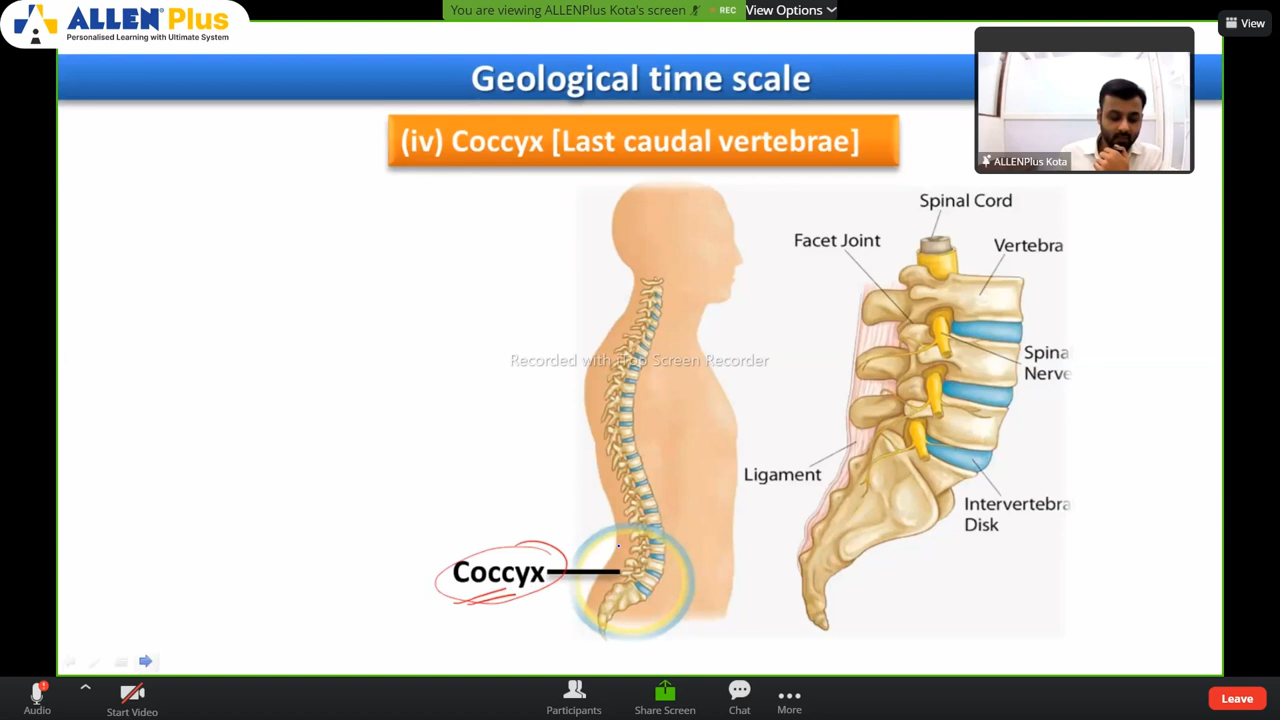 ALLEN Plus
Personalised Learning with Ultimate System
You are viewing ALLENPlus Kota's screen
REC
View Options
View
Geological time scale
(iv) Coccyx [Last caudal vertebrae]
ALLENPlus Kota
Spinal Cord
Facet Joint
Vertebra
Spina
Nerve
Recorded with iTop Screen Recorder
Ligament
Intervertebra
Disk
Coccyx
Audio
Start Video
Participants
Share Screen
Chat
More
Leave